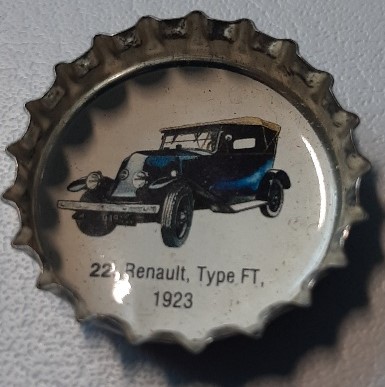 22. Renault, Type FT,
1923